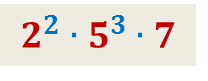 2² · 5³ · 7